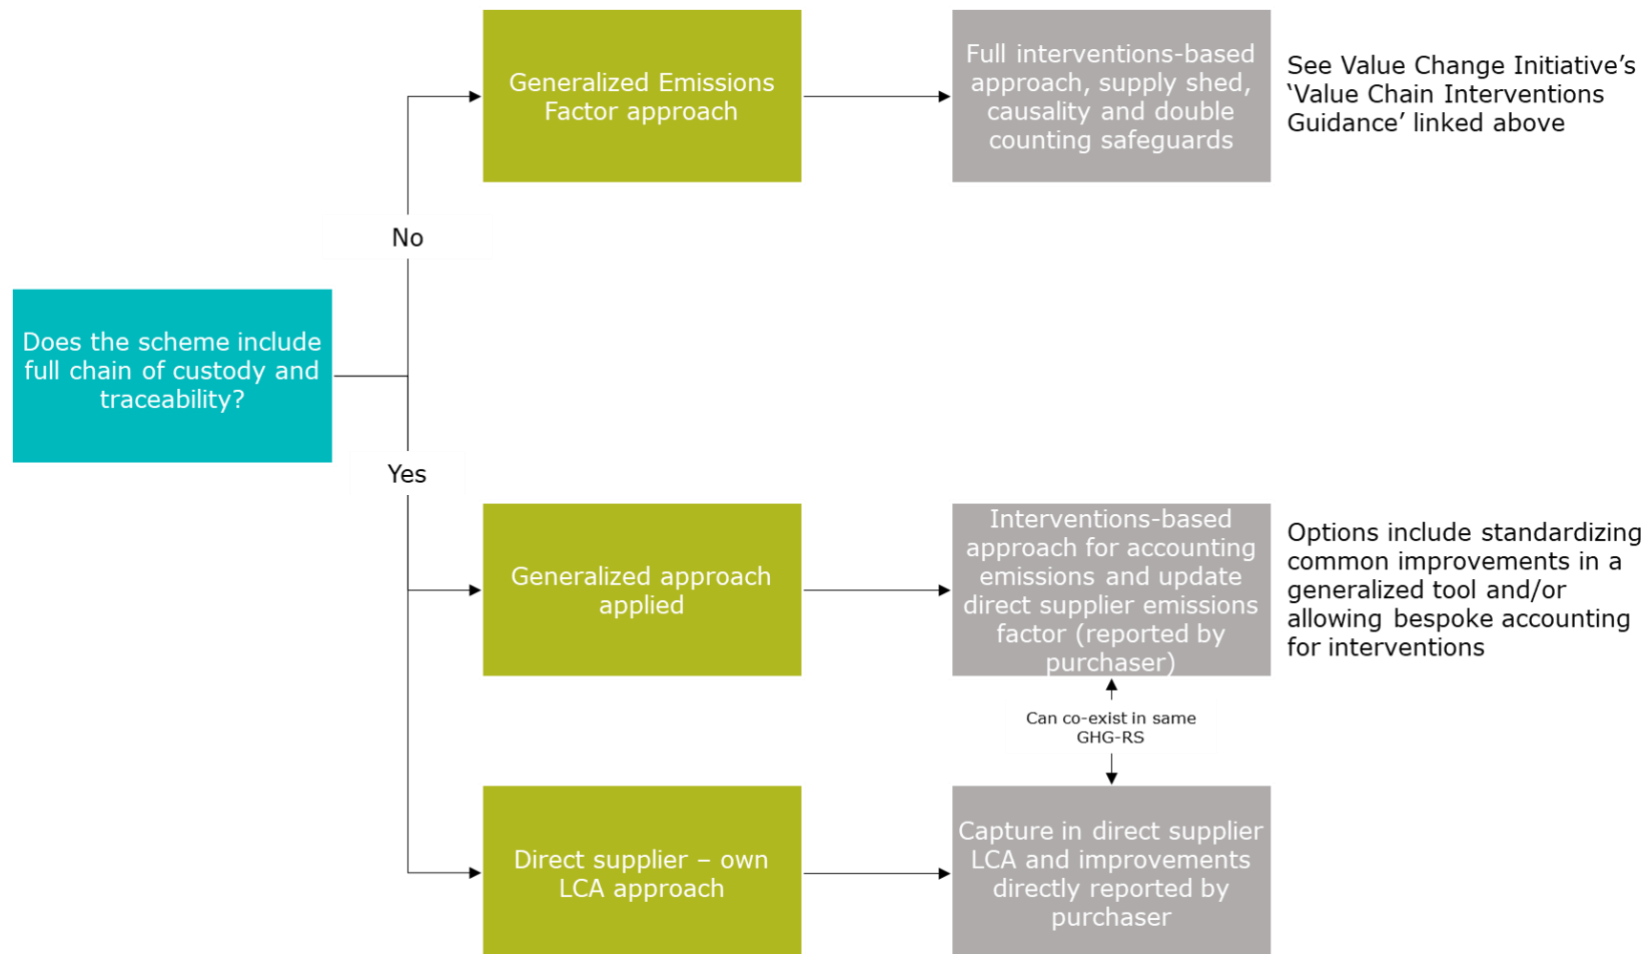 Generalized Emissions
Factor approach
Full interventions-based
approach, supply shed,
causality and double
counting safeguards
See Value Change Initiative’s
‘Value Chain Interventions
Guidance’ linked above
No
Does the scheme include
full chain of custody and
traceability?
Yes
Generalized approach
applied
Interventions-based
approach for accounting
emissions and update
direct supplier emissions
factor (reported by
purchaser)
Options include standardizing
common improvements in a
generalized tool and/or
allowing bespoke accounting
for interventions
Can co-exist in same
GHG-RS
Direct supplier – own
LCA approach
Capture in direct supplier
LCA and improvements
directly reported by
purchaser